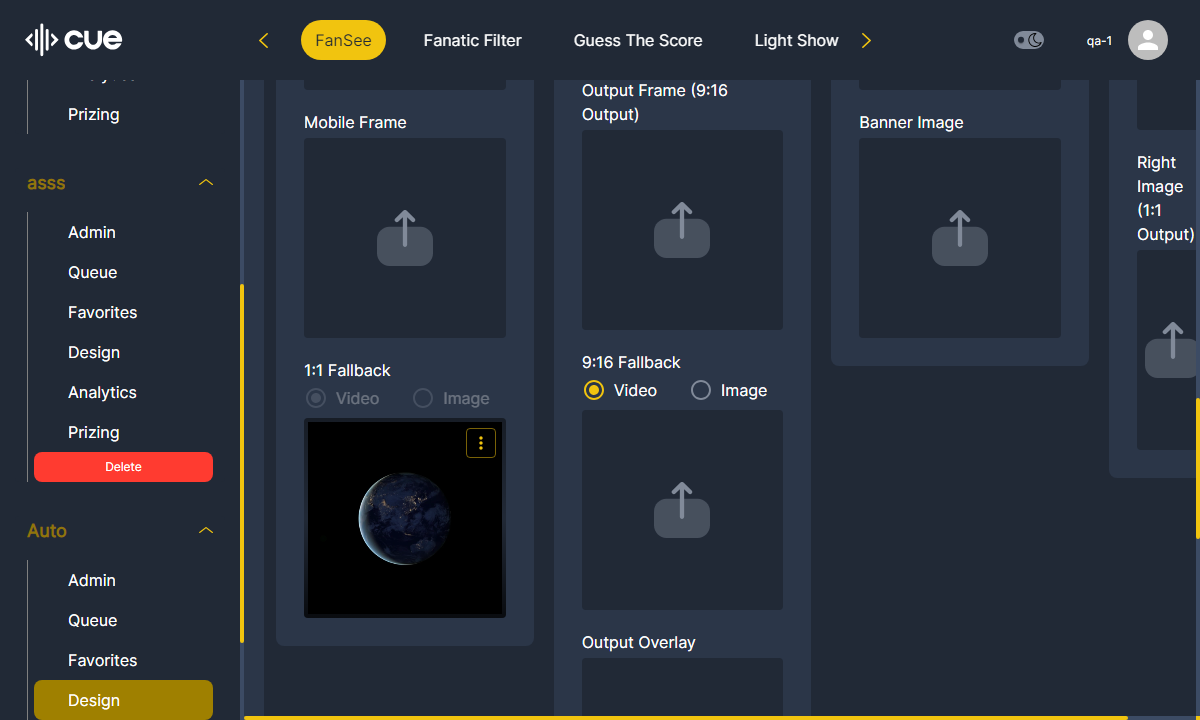 cue
FanSee
Fanatic Filter
Guess The Score
Light Show
qa-1
Prizing
asss
Admin
Queue
Favorites
Design
Analytics
Prizing
Delete
Auto
Admin
Queue
Favorites
Design
Mobile Frame
1:1 Fallback
Video
Image
Output Frame (9:16
Output)
9:16 Fallback
Video
Image
Output Overlay
Banner Image
Right
Image
(1:1
Output)